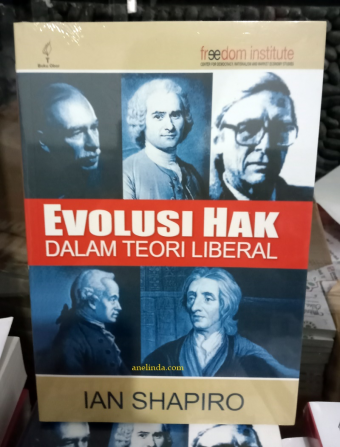 freedom institute
EVOLUSI HAK
DALAM TEORI LIBERAL
anelinda.com
IAN SHAPIRO